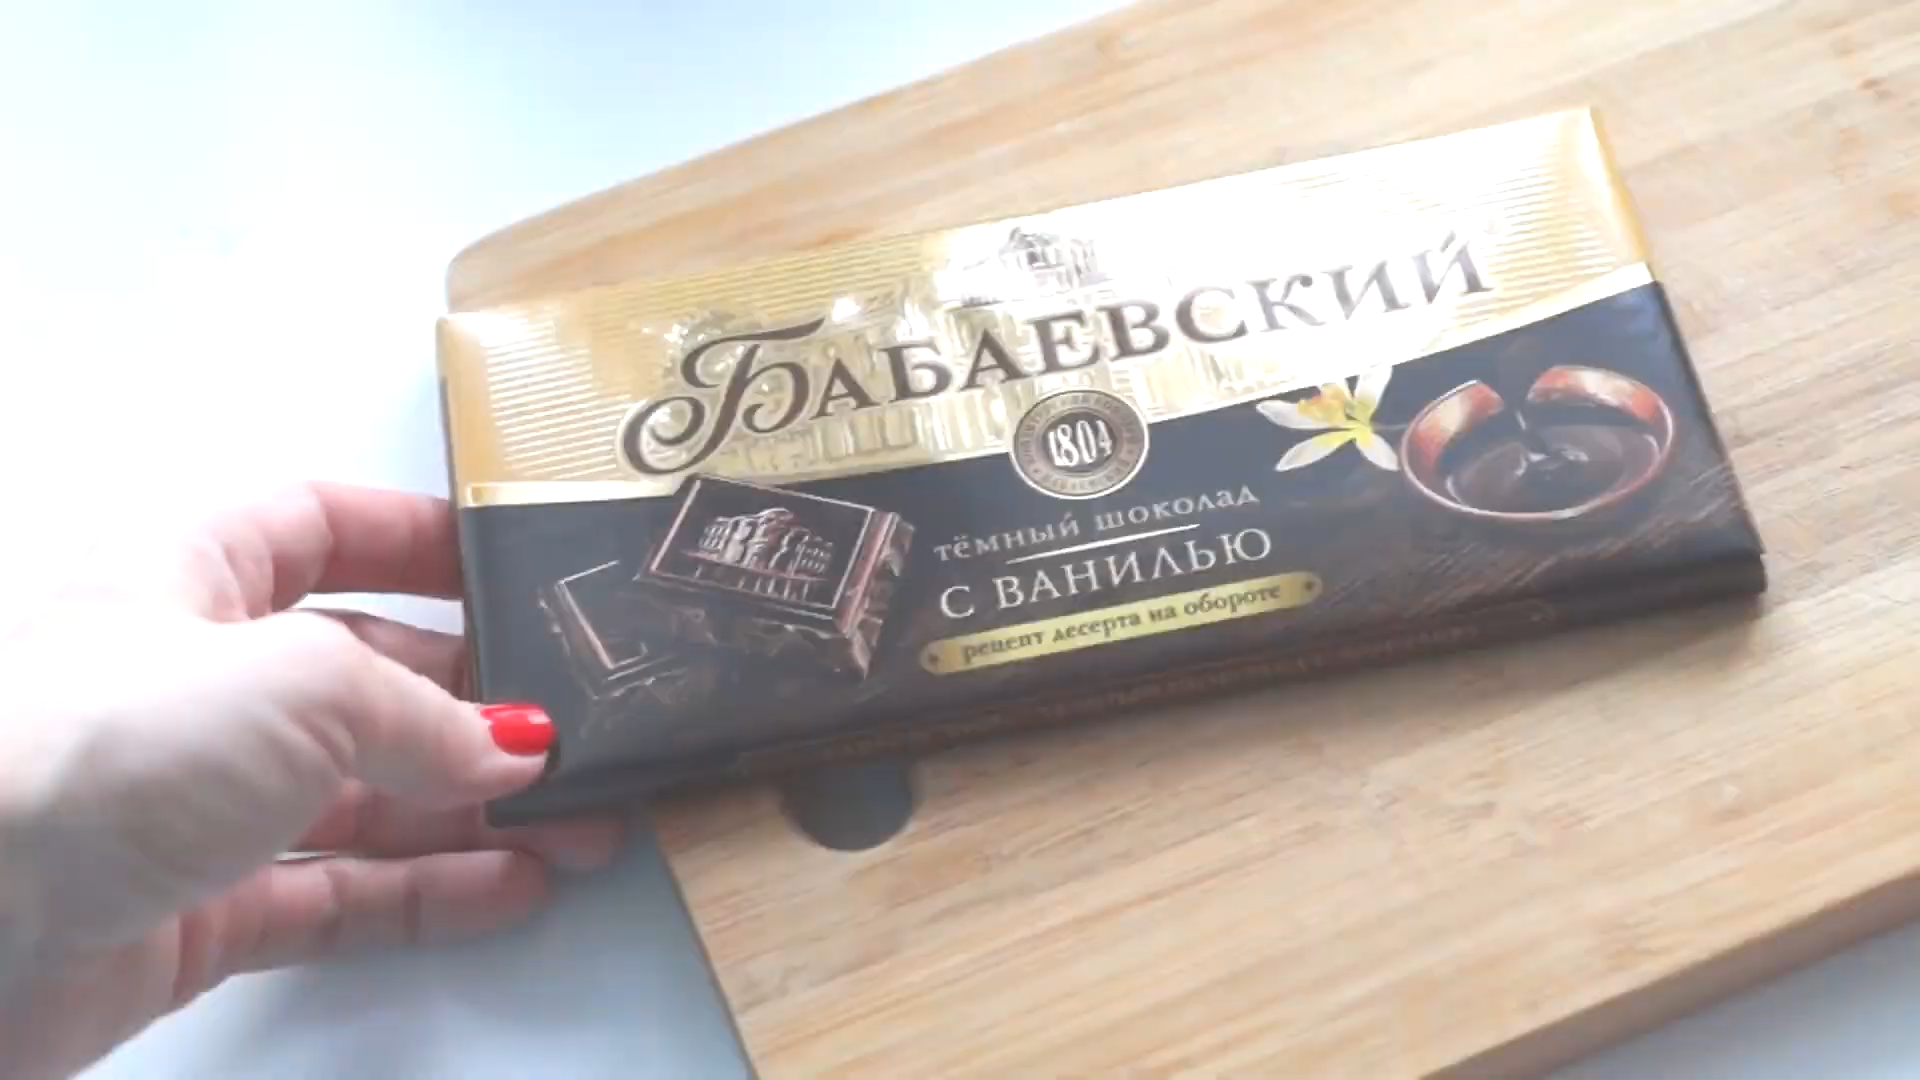 БАБАЕВСКИЙ
1804
тёмный шоколад
С ВАНИЛЬЮ
рецепт десерта на обороте